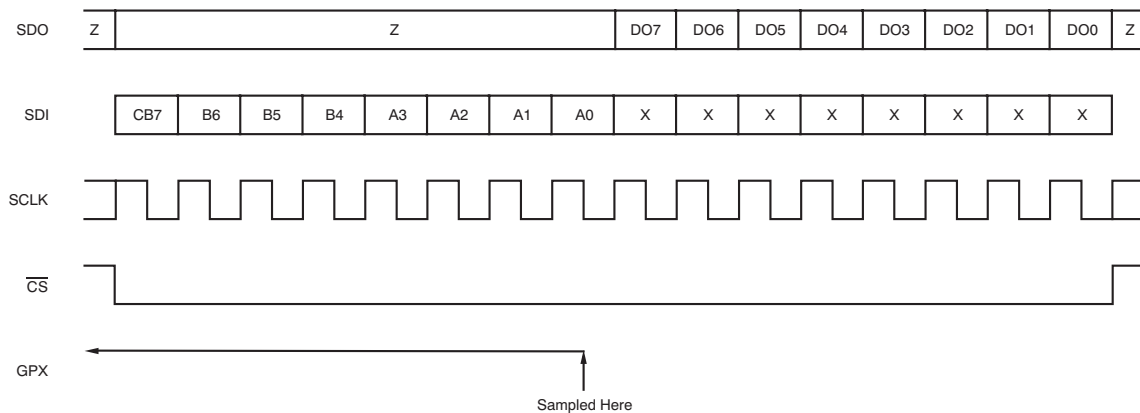 SDO Z Z DO7 DO6 DO5 DO4 DO3 DO2 DO1 DO0 Z
SDI CB7 B6 B5 B4 A3 A2 A1 A0 X X X X X X X X
SCLK
CS
GPX
Sampled Here